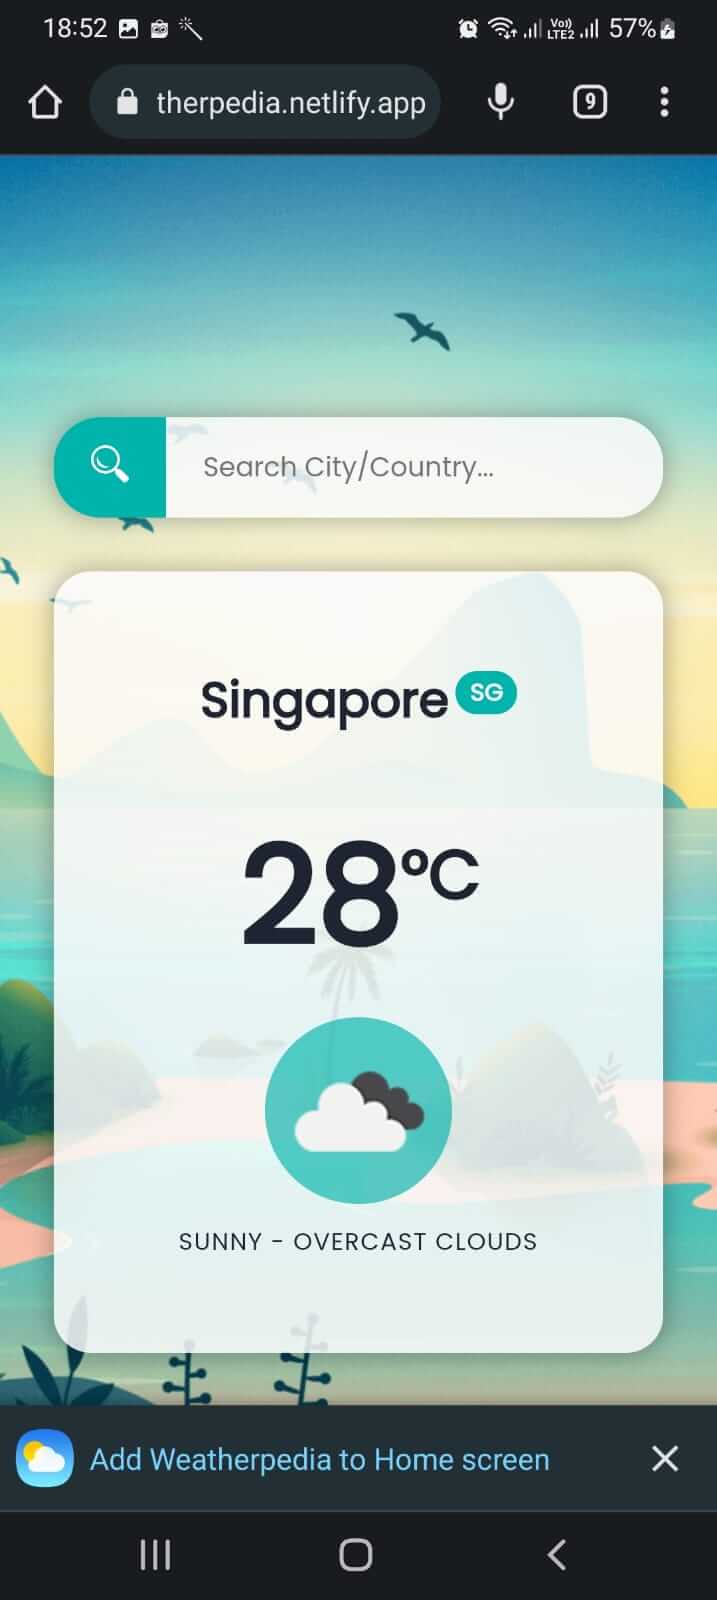 18:52 Vo)) LTE2 57%
therpedia.netlify.app 9
Search City/Country...
Singapore SG
28°C
SUNNY - OVERCAST CLOUDS
Add Weatherpedia to Home screen